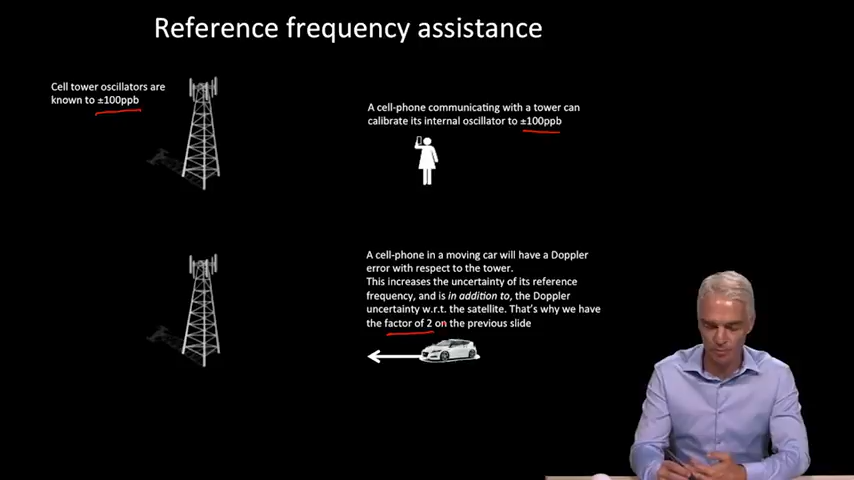 Reference frequency assistance
Cell tower oscillators are
known to ±100ppb
A cell-phone communicating with a tower can
calibrate its internal oscillator to ±100ppb
A cell-phone in a moving car will have a Doppler
error with respect to the tower.
This increases the uncertainty of its reference
frequency, and is in addition to, the Doppler
uncertainty w.r.t. the satellite. That's why we have
the factor of 2 on the previous slide